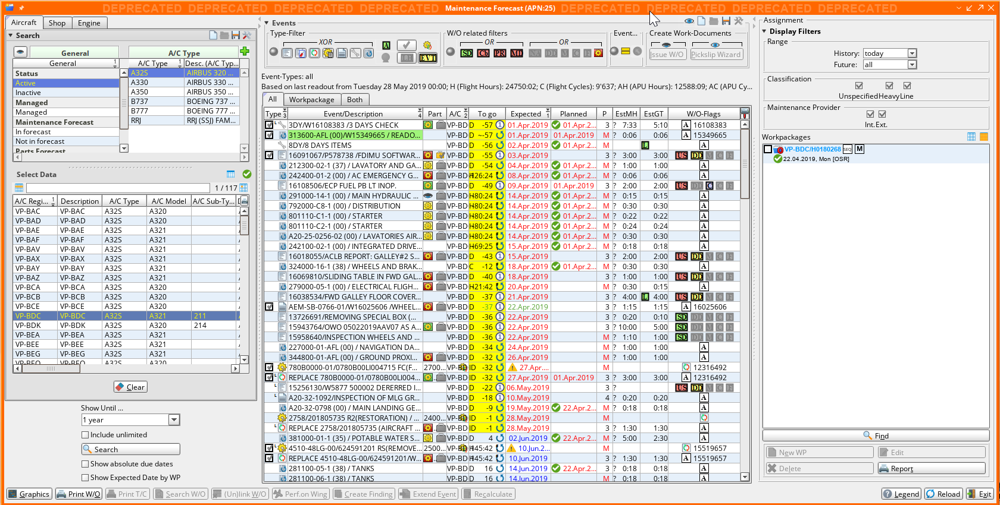 DEPRECATED DEPRECATED DEPRECATED DEPRECATED Maintenance Forecast (APN:25) DEPRECATED DEPRECATED DEPRECATED DEPRECATED
Aircraft Shop Engine
Search
General A/C Type
General 1 A/C Type 1 Desc. (A/C Typ...
Status
Active
Inactive
Managed
Managed
Maintenance Forecast
In forecast
Not in forecast
Parts Forecast
A32S AIRBUS 320 ...
A330 AIRBUS 330 ...
A350 AIRBUS 350 ...
B737 BOEING 737 ...
B777 BOEING 777 ...
RRJ RRJ (SSJ) FAM...
Select Data
1 / 117
A/C Regi... 1 Description A/C Type A/C Model A/C Sub-Ty...
VP-BAC VP-BAC A32S A320
VP-BAD VP-BAD A32S A320
VP-BAE VP-BAE A32S A321
VP-BAF VP-BAF A32S A321
VP-BAV VP-BAV A32S A321
VP-BAX VP-BAX A32S A321
VP-BAY VP-BAY A32S A321
VP-BAZ VP-BAZ A32S A321
VP-BCA VP-BCA A32S A321
VP-BCB VP-BCB A32S A320
VP-BCE VP-BCE A32S A320
VP-BDC VP-BDC A32S A321 211
VP-BDK VP-BDK A32S A320 214
VP-BEA VP-BEA A32S A321
VP-BEE VP-BEE A32S A321
VP-BEG VP-BEG A32S A321
VP-BEO VP-BEO A32S A320
Clear
Show Until ...
1 year
Include unlimited
Search
Show absolute due dates
Show Expected Date by WP
Events
Type-Filter W/O related filters Event... Create Work-Documents
XOR OR OR
A SD Cb PR MD NA DD M C E Issue W/O Pickslip Wizard
LH EVT
Event-Types: all
Based on last readout from Tuesday 28 May 2019 00:00; H (Flight Hours): 24750:02; C (Flight Cycles): 9'637; AH (APU Hours): 12588:09; AC (APU Cy...
All Workpackage Both
Type 3 Event/Description 4 Part A/C 2 To go Expected 1 Planned P EstMH EstGT W/O-Flags
3DY/W16108383 /3 DAYS CHECK VP-BD D -57 1 01.Apr.2019 01.Apr.2... 3 ? 7:33 5:10 A 16108383
313600-AFL (00)/W15349665 / READO... VP-BD D ~-57 01.Apr.2019 01.Apr.2019 M ? 0:06 0:06 A 15349665
8DY/8 DAYS ITEMS VP-BD D -56 1 02.Apr.2019 01.Apr.2... M L A
16091067/P578738 /FDIMU SOFTWAR... VP-BD D -55 1 03.Apr.2019 3 ? 3:00 3:00 US DD M C E
212300-02-1 (37) / LAVATORY AND GA... VP-BD D -54 04.Apr.2019 01.Apr.2... M ? 1:00 1:00 A
242400-01-2 (00) / AC EMERGENCY G... VP-BD H26:24 08.Apr.2019 01.Apr.2... M ? 0:06 0:06 A
16108506/ECP FUEL PB LT INOP. VP-BD D -49 1 09.Apr.2019 01.Apr.2019 3 ? 2:00 2:00 US DD C C E
291000-14-1 (00) / MAIN HYDRAULIC ... VP-BD H80:24 14.Apr.2019 01.Apr.2... M ? 0:15 0:15 A
792000-C8-1 (00) / DISTRIBUTION VP-BD H80:24 14.Apr.2019 01.Apr.2... M ? 0:30 0:30 A
801110-C1-1 (00) / STARTER VP-BD H80:24 14.Apr.2019 01.Apr.2... M ? 0:22 0:22 A
801110-C2-1 (00) / STARTER VP-BD H80:24 14.Apr.2019 01.Apr.2... M ? 0:24 0:24 A
A20-25-0256-02 (00) / LAVATORIES AIR... VP-BD H80:24 14.Apr.2019 01.Apr.2... M ? 0:30 0:30 A
242100-02-1 (00) / INTEGRATED DRIVE... VP-BD H69:25 15.Apr.2019 01.Apr.2... M ? 0:18 0:18 A
16018055/ACLB REPORT: GALLEY#2 S... VP-BD D -43 1 15.Apr.2019 3 ? 2:00 2:00 US DD M C E
324000-16-1 (38) / WHEELS AND BRAK... VP-BD C -12 18.Apr.2019 01.Apr.2... M ? 0:30 0:30 A
16069810/SLIDING TABLE IN FWD GAL... VP-BD D -40 1 18.Apr.2019 3 ? 1:00 1:00 US DD M C E
279000-05-1 (00) / ELECTRICAL FLIGH... VP-BD H21:42 20.Apr.2019 M ? 0:30 0:15 A
16038534/FWD GALLEY FLOOR COVER... VP-BD D -37 1 21.Apr.2019 3 ? 4:00 L 4:00 US DD M C E
AEM-SB-0766-01/W16025606 /WHEEL... VP-BD D -37 1 22.Apr.2019 3 ? 1:15 1:15 A 16025606
13726691/REMOVING SPECIAL BOX (... VP-BD D -36 1 22.Apr.2019 3 ? 0:20 0:10 SD DD M C E
15943764/OWO 05022019AAV07 AS A... VP-BD D -36 1 22.Apr.2019 3 ? 10:00 5:00 SD DD M C E
15958640/INSPECTION WHEELS AND ... VP-BD D -36 1 22.Apr.2019 3 ? 1:10 1:00 SD DD M C E
227000-01-AFL (00) / NAVIGATION DA... VP-BD D -34 24.Apr.2019 M ? 1:00 1:00 A
344800-01-AFL (00) / GROUND PROXI... VP-BD D -32 26.Apr.2019 M ? 1:00 1:00 A
780B0000-01/0780B00LI004715 FC(F... 2700... VP-BD D -32 27.Apr.... M 12316492
REPLACE 780B0000-01/0780B00LI004... VP-BD D -32 27.Apr.2019 01.Apr.2019 3 ? 3:00 3:00 A 12316492
15256130/W5877 500002 DERERRED I... VP-BD D -22 1 06.May.2019 3 ? US DD M C E
A20-32-1092/INSPECTION OF MLG GR... VP-BD D -18 1 10.May.2019 4 ? 0:20 0:20 A
A20-32-0798 (00) / MAIN LANDING GE... VP-BD D -9 19.May.2019 22.Apr.2... M ? 0:18 0:18 A
2758/201805735 R2(RESTORATION) / ... 2400... VP-BD D -1 28.May.2019 M
REPLACE 2758/201805735 (AIRCRAFT ... VP-BD D -1 28.May.2019 3 ? 1:30 1:30 A
381000-01-1 (35) / POTABLE WATER S... VP-BD D 4 02.Jun.2019 22.Apr.2... M ? 5:00 2:30 A
4510-48LG-00/624591201 RS(REMOVE... 2500... VP-BD H45:42 10.Jun.2... M 15519657
REPLACE 4510-48LG-00/624591201/W... VP-BD H45:42 10.Jun.2019 3 ? 1:30 1:30 A 15519657
281100-05-1 (38) / TANKS VP-BD D 16 14.Jun.2019 22.Apr.2... M ? 0:18 0:18 A
281100-06-1 (38) / TANKS VP-BD D 16 14.Jun.2019 M ? 0:18 0:18 A
Assignment
Display Filters
Range
History: today
Future: all
Classification
Unspecified Heavy Line
Maintenance Provider
Int. Ext.
Workpackages
VP-BDC/H0180268 SEQ M
22.04.2019, Mon [OSR]
Find
New WP Edit
Delete Report
Graphics Print W/O Print T/C Search W/O (Un)link W/O Perf.on Wing Create Finding Extend Event Recalculate Legend Reload Exit